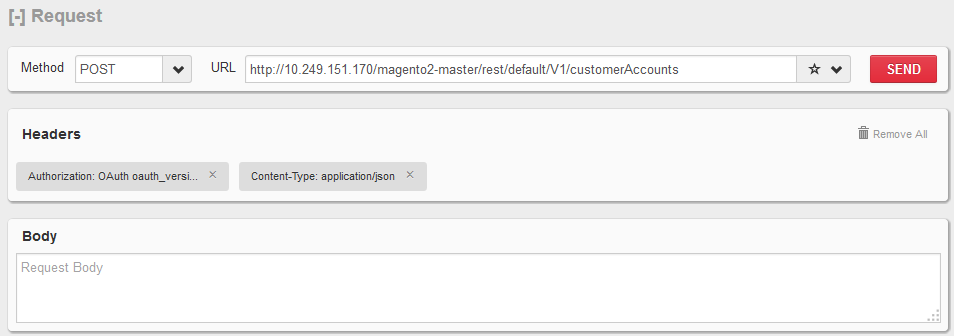 [-] Request
Method POST URL http://10.249.151.170/magento2-master/rest/default/V1/customerAccounts SEND
Headers Remove All
Authorization: OAuth oauth_versi... × Content-Type: application/json ×
Body
Request Body